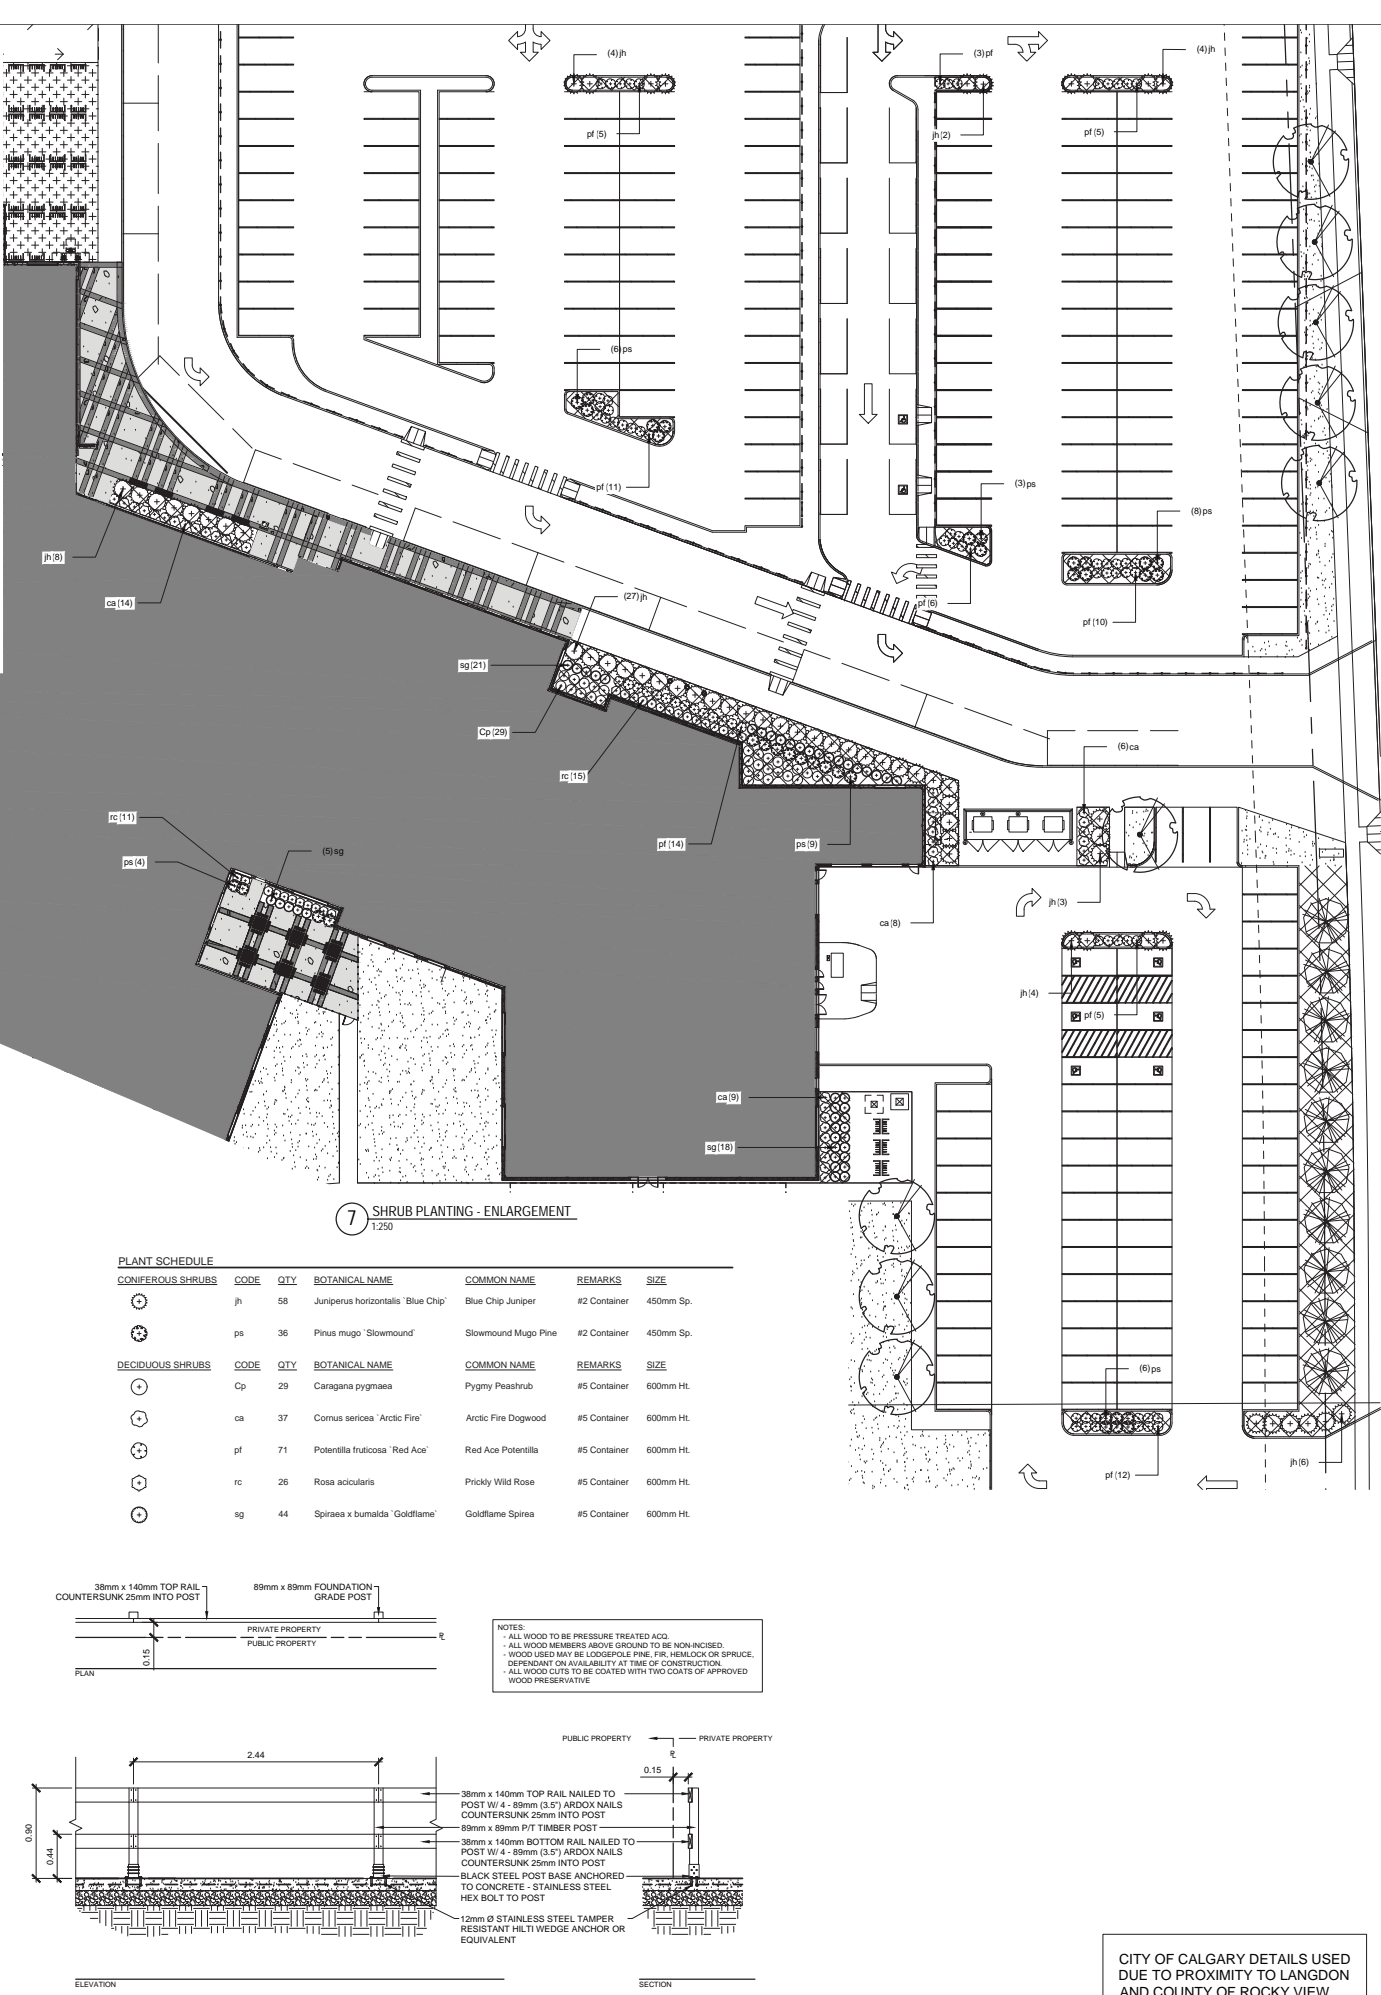 (4)jh
(3)pf
(4)jh
pf(5)
jh(2)
pf(5)
(6)ps
pf(11)
(3)ps
(8)ps
jh(8)
ca(14)
(27)jh
pf(6)
pf(10)
sg(21)
Cp(29)
(6)ca
rc(15)
rc(11)
pf(14)
ps(9)
(5)sg
ps(4)
jh(3)
ca(8)
jh(4)
pf(5)
ca(9)
sg(18)
(6)ps
jh(6)
pf(12)
7
SHRUB PLANTING - ENLARGEMENT
1:250
PLANT SCHEDULE
CONIFEROUS SHRUBS CODE QTY BOTANICAL NAME COMMON NAME REMARKS SIZE
jh 58 Juniperus horizontalis `Blue Chip` Blue Chip Juniper #2 Container 450mm Sp.
ps 36 Pinus mugo `Slowmound` Slowmound Mugo Pine #2 Container 450mm Sp.
DECIDUOUS SHRUBS CODE QTY BOTANICAL NAME COMMON NAME REMARKS SIZE
Cp 29 Caragana pygmaea Pygmy Peashrub #5 Container 600mm Ht.
ca 37 Cornus sericea `Arctic Fire` Arctic Fire Dogwood #5 Container 600mm Ht.
pf 71 Potentilla fruticosa `Red Ace` Red Ace Potentilla #5 Container 600mm Ht.
rc 26 Rosa acicularis Prickly Wild Rose #5 Container 600mm Ht.
sg 44 Spiraea x bumalda `Goldflame` Goldflame Spirea #5 Container 600mm Ht.
38mm x 140mm TOP RAIL
COUNTERSUNK 25mm INTO POST
89mm x 89mm FOUNDATION
GRADE POST
PRIVATE PROPERTY
PUBLIC PROPERTY
0.15
PLAN
NOTES:
- ALL WOOD TO BE PRESSURE TREATED ACQ.
- ALL WOOD MEMBERS ABOVE GROUND TO BE NON-INCISED.
- WOOD USED MAY BE LODGEPOLE PINE, FIR, HEMLOCK OR SPRUCE,
DEPENDANT ON AVAILABILITY AT TIME OF CONSTRUCTION.
- ALL WOOD CUTS TO BE COATED WITH TWO COATS OF APPROVED
WOOD PRESERVATIVE
PUBLIC PROPERTY
PRIVATE PROPERTY
2.44
0.15
0.90
0.44
38mm x 140mm TOP RAIL NAILED TO
POST W/ 4 - 89mm (3.5") ARDOX NAILS
COUNTERSUNK 25mm INTO POST
89mm x 89mm P/T TIMBER POST
38mm x 140mm BOTTOM RAIL NAILED TO
POST W/ 4 - 89mm (3.5") ARDOX NAILS
COUNTERSUNK 25mm INTO POST
BLACK STEEL POST BASE ANCHORED
TO CONCRETE - STAINLESS STEEL
HEX BOLT TO POST
12mm Ø STAINLESS STEEL TAMPER
RESISTANT HILTI WEDGE ANCHOR OR
EQUIVALENT
ELEVATION
SECTION
CITY OF CALGARY DETAILS USED
DUE TO PROXIMITY TO LANGDON
AND COUNTY OF ROCKY VIEW